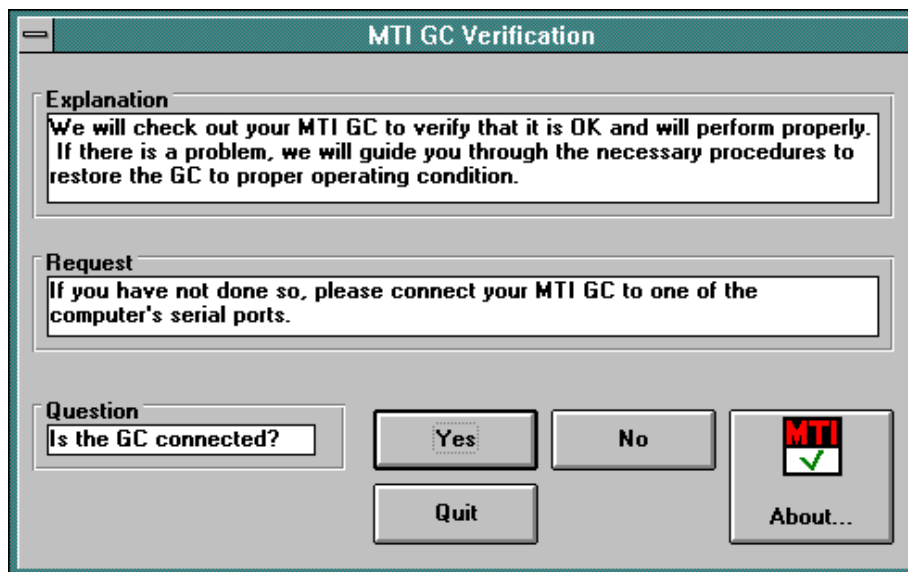 MTI GC Verification
Explanation
We will check out your MTI GC to verify that it is OK and will perform properly.
If there is a problem, we will guide you through the necessary procedures to
restore the GC to proper operating condition.
Request
If you have not done so, please connect your MTI GC to one of the
computer's serial ports.
Question
Is the GC connected?
Yes
No
MTI
Quit
About...